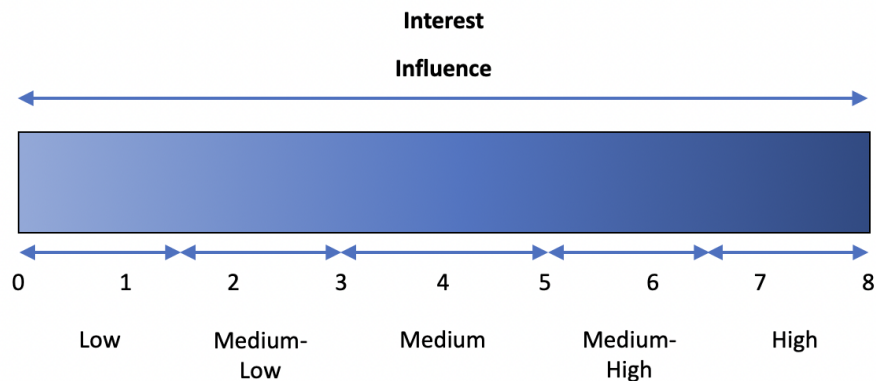 Interest
Influence
0 1 2 3 4 5 6 7 8
Low Medium- Medium Medium- High
Low High